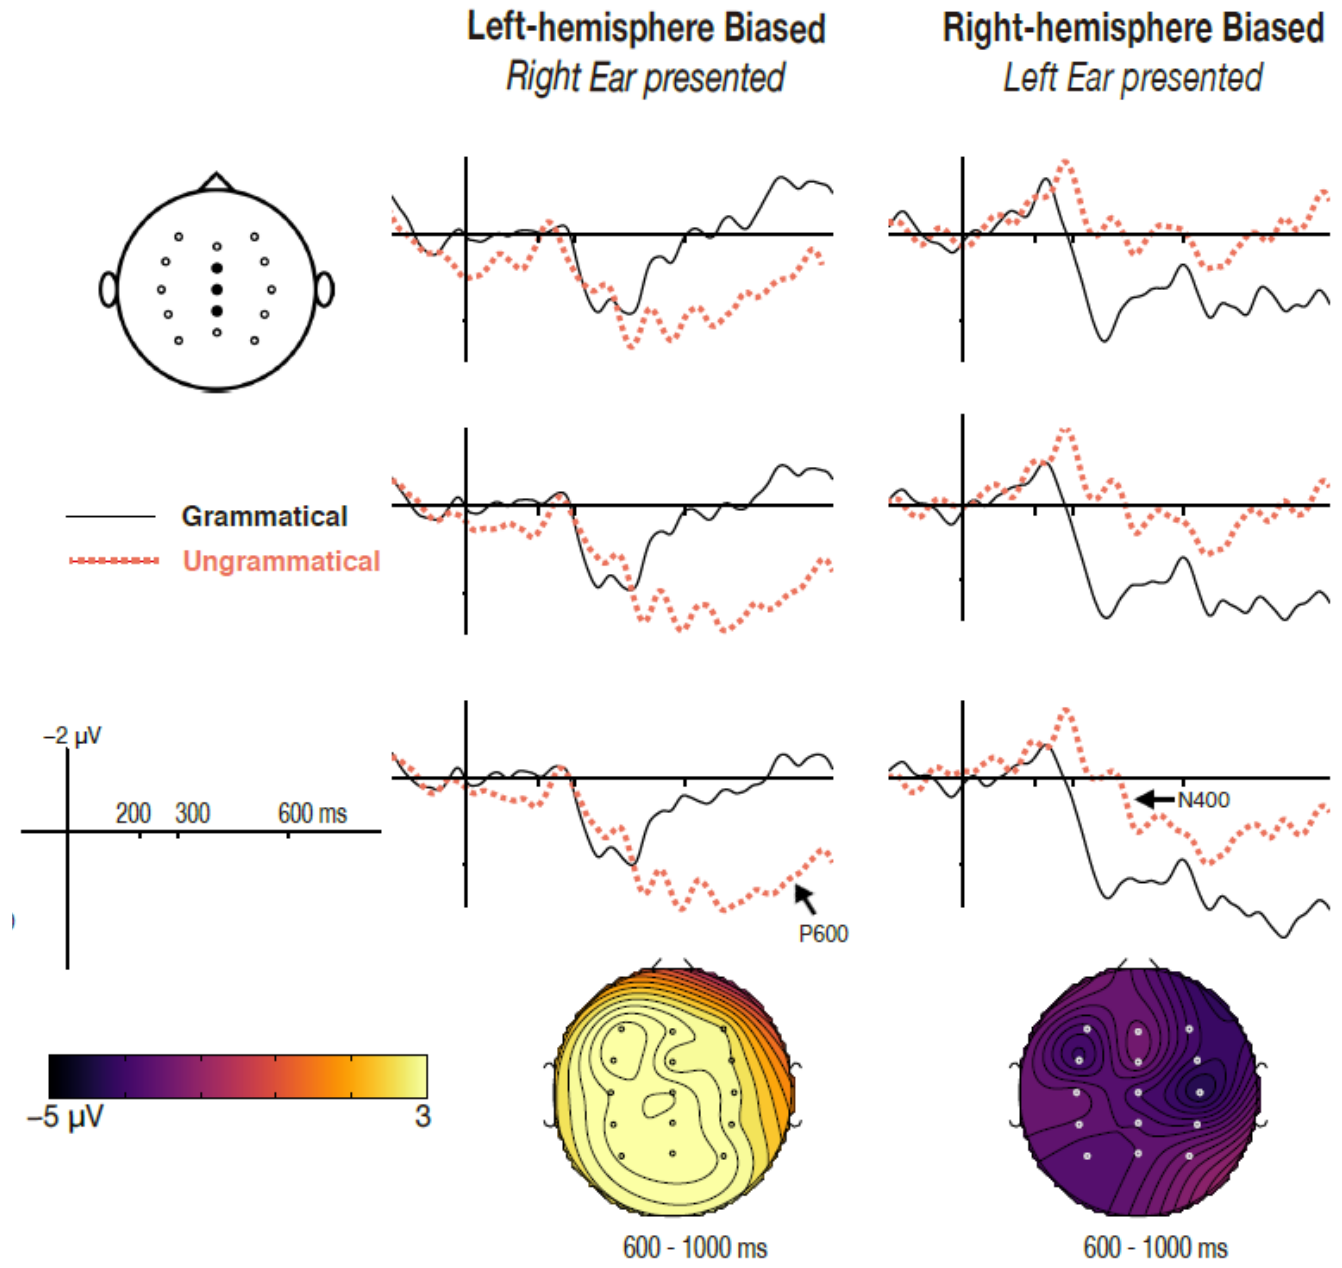 Left-hemisphere Biased
Right Ear presented
Right-hemisphere Biased
Left Ear presented
Grammatical
Ungrammatical
−2 µV
200 300 600 ms
N400
P600
−5 µV 3
600 - 1000 ms
600 - 1000 ms